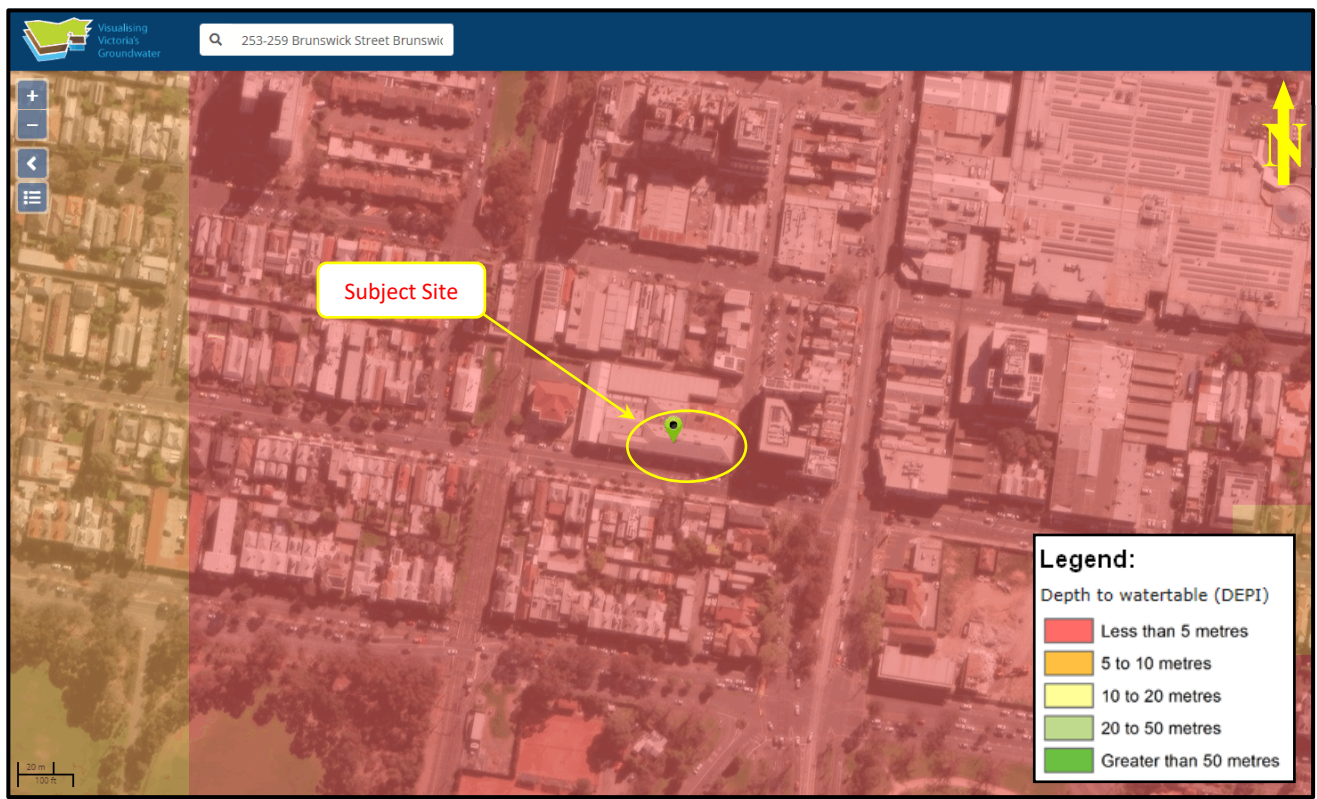 Visualising
Victoria's
Groundwater
253-259 Brunswick Street Brunswic
+
−
N
Subject Site
Legend:
Depth to watertable (DEPI)
Less than 5 metres
5 to 10 metres
10 to 20 metres
20 to 50 metres
Greater than 50 metres
20 m
100 ft